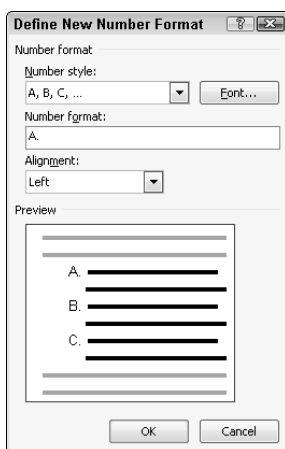 Define New Number Format
Number format
Number style:
A, B, C, ...
Font...
Number format:
A.
Alignment:
Left
Preview
A.
B.
C.
OK
Cancel